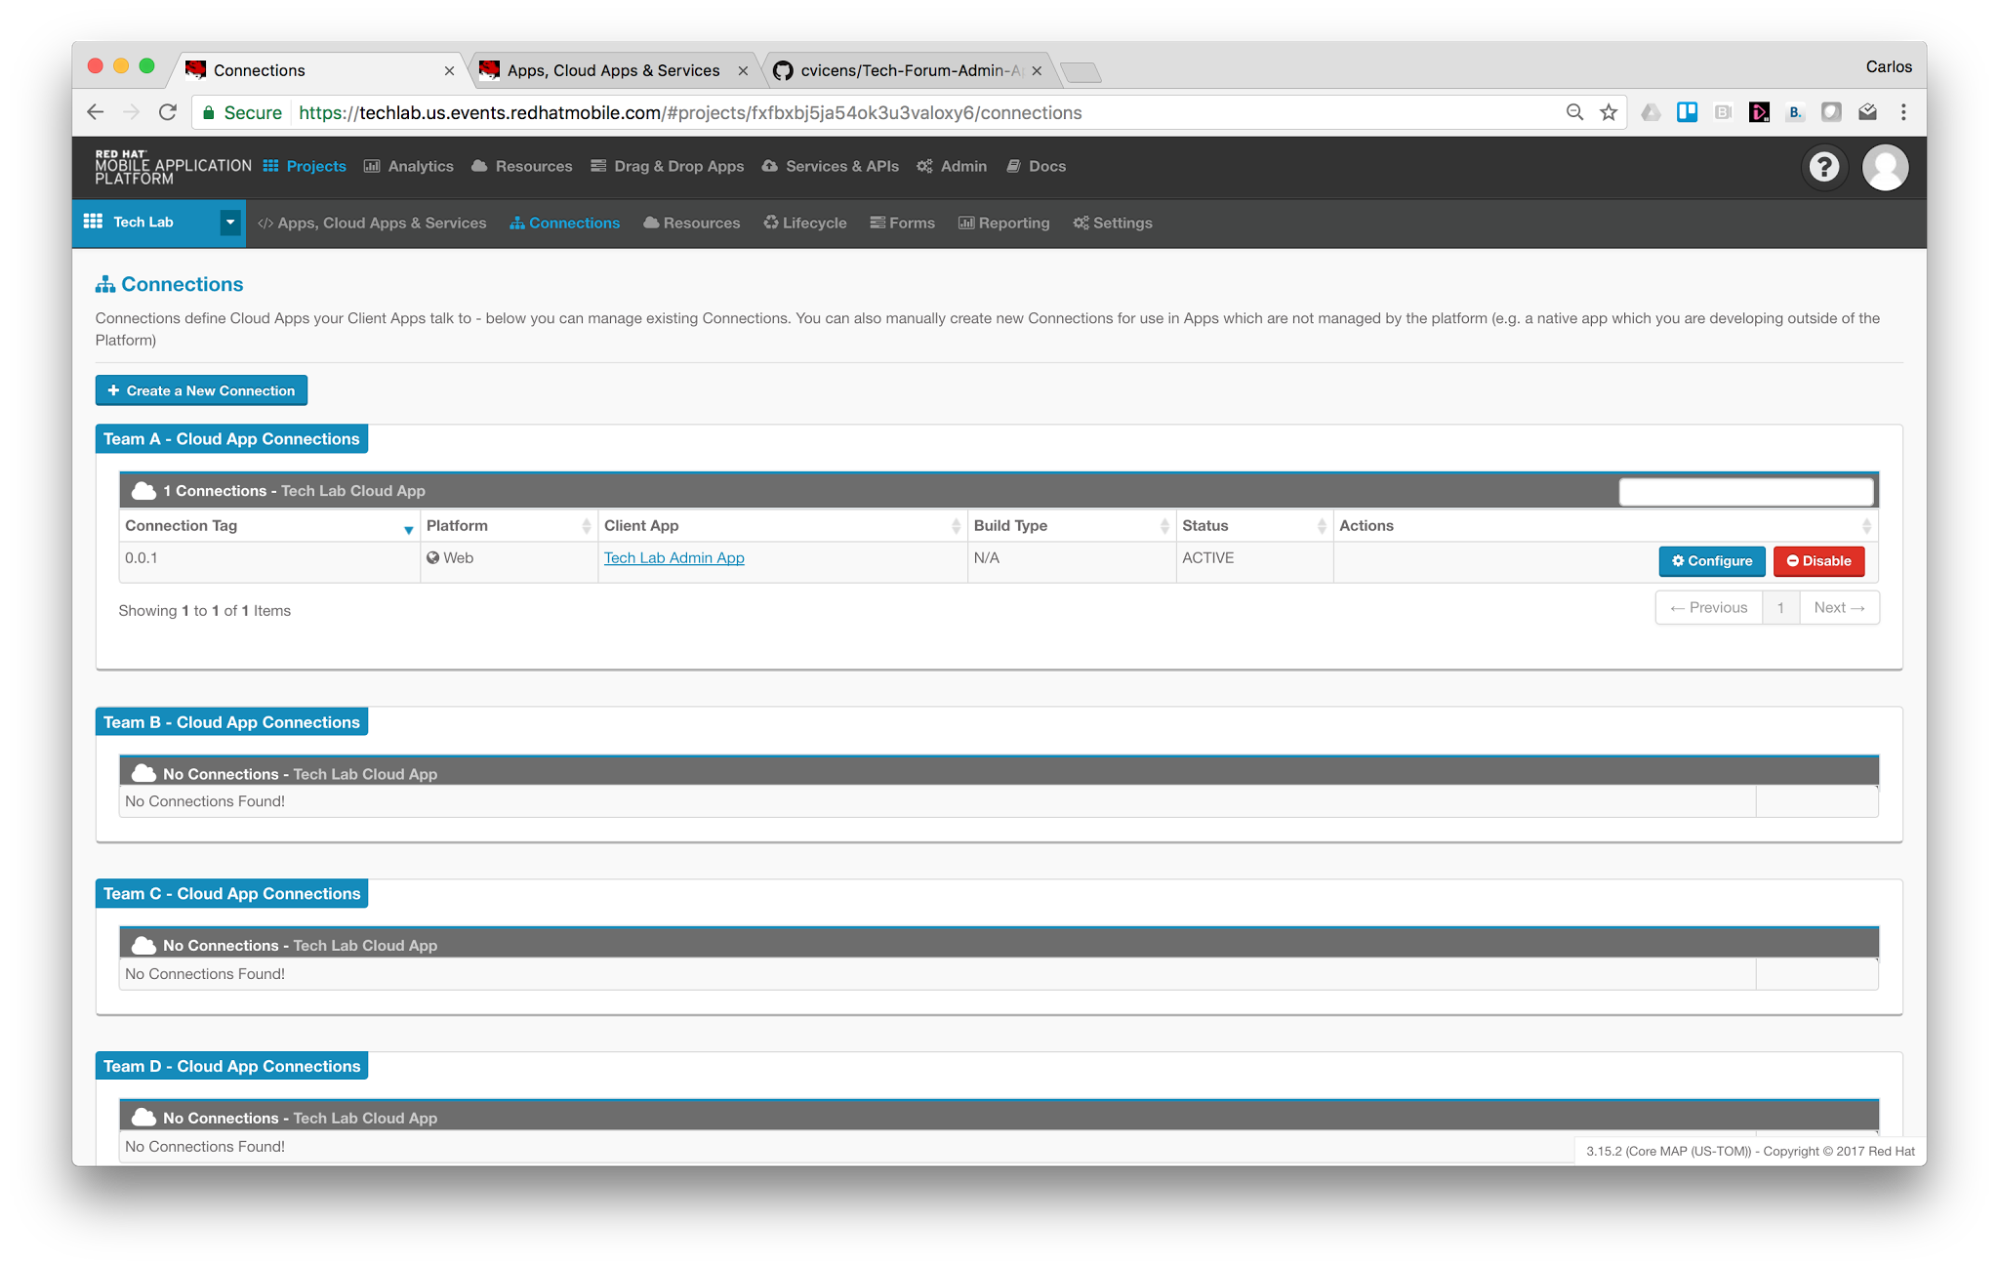 Connections
Apps, Cloud Apps & Services
cvicens/Tech-Forum-Admin-A
Carlos
Secure
https://techlab.us.events.redhatmobile.com/#projects/fxfbxbj5ja54ok3u3valoxy6/connections
RED HAT
MOBILE APPLICATION
PLATFORM
Projects
Analytics
Resources
Drag & Drop Apps
Services & APIs
Admin
Docs
?
Tech Lab
</> Apps, Cloud Apps & Services
Connections
Resources
Lifecycle
Forms
Reporting
Settings
Connections
Connections define Cloud Apps your Client Apps talk to - below you can manage existing Connections. You can also manually create new Connections for use in Apps which are not managed by the platform (e.g. a native app which you are developing outside of the
Platform)
+ Create a New Connection
Team A - Cloud App Connections
1 Connections - Tech Lab Cloud App
Connection Tag
Platform
Client App
Build Type
Status
Actions
0.0.1
Web
Tech Lab Admin App
N/A
ACTIVE
Configure
Disable
Showing 1 to 1 of 1 Items
← Previous
1
Next →
Team B - Cloud App Connections
No Connections - Tech Lab Cloud App
No Connections Found!
Team C - Cloud App Connections
No Connections - Tech Lab Cloud App
No Connections Found!
Team D - Cloud App Connections
No Connections - Tech Lab Cloud App
No Connections Found!
3.15.2 (Core MAP (US-TOM)) - Copyright © 2017 Red Hat